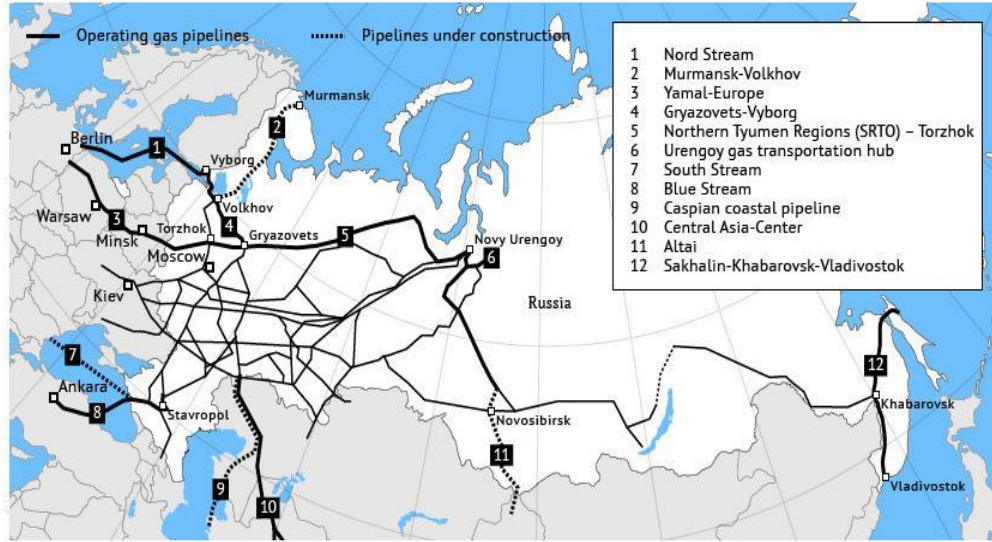 Operating gas pipelines
Pipelines under construction
1 Nord Stream
2 Murmansk-Volkhov
3 Yamal-Europe
4 Gryazovets-Vyborg
5 Northern Tyumen Regions (SRTO) – Torzhok
6 Urengoy gas transportation hub
7 South Stream
8 Blue Stream
9 Caspian coastal pipeline
10 Central Asia-Center
11 Altai
12 Sakhalin-Khabarovsk-Vladivostok
Murmansk
2
Berlin
1
Vyborg
Volkhov
Warsaw
3
Minsk
Torzhok
4
Gryazovets
5
Novy Urengoy
6
Moscow
Kiev
Russia
7
Ankara
8
Stavropol
12
Khabarovsk
Novosibirsk
11
9
10
Vladivostok